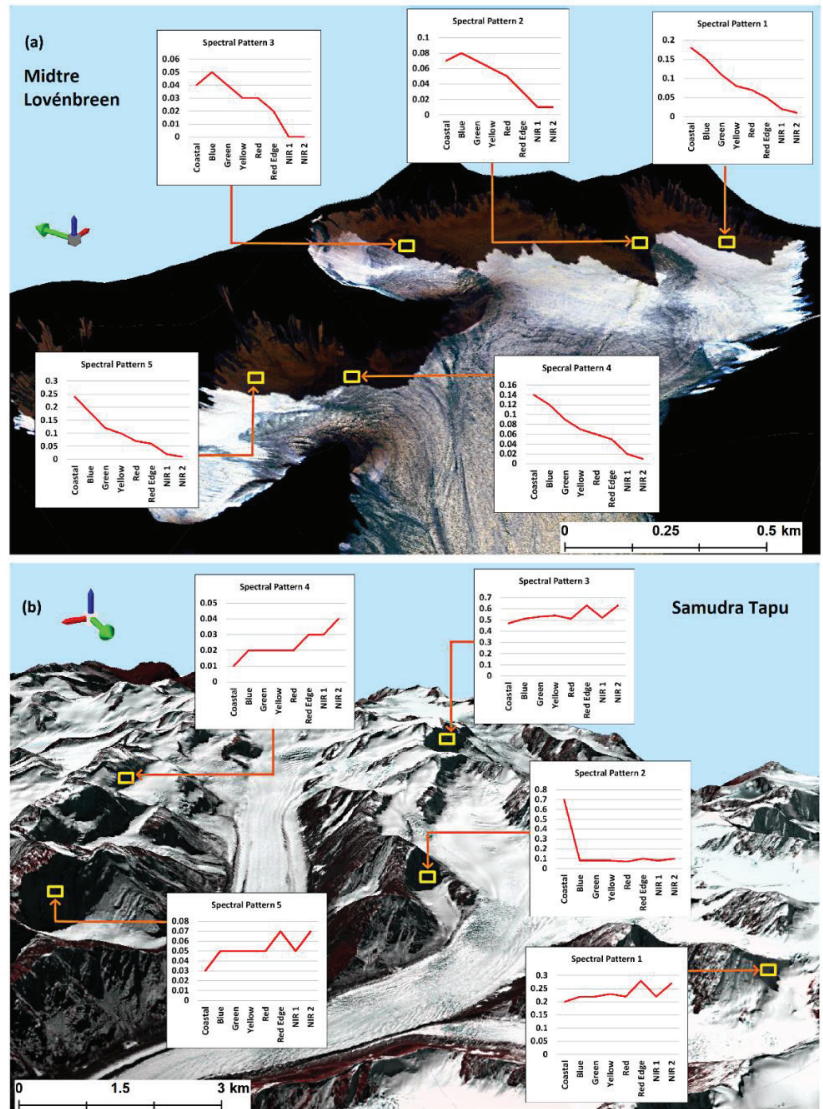 (a)
Midtre
Lovénbreen
Spectral Pattern 3
0.06
0.05
0.04
0.03
0.02
0.01
0
Coastal
Blue
Green
Yellow
Red
Red Edge
NIR 1
NIR 2
Spectral Pattern 2
0.1
0.08
0.06
0.04
0.02
0
Coastal
Blue
Green
Yellow
Red
Red Edge
NIR 1
NIR 2
Spectral Pattern 1
0.2
0.15
0.1
0.05
0
Coastal
Blue
Green
Yellow
Red
Red Edge
NIR 1
NIR 2
Spectral Pattern 5
0.3
0.25
0.2
0.15
0.1
0.05
0
Coastal
Blue
Green
Yellow
Red
Red Edge
NIR 1
NIR 2
Specral Pattern 4
0.16
0.14
0.12
0.1
0.08
0.06
0.04
0.02
0
Coastal
Blue
Green
Yellow
Red
Red Edge
NIR 1
NIR 2
0 0.25 0.5 km
(b)
Samudra Tapu
Spectral Pattern 4
0.05
0.04
0.03
0.02
0.01
0
Coastal
Blue
Green
Yellow
Red
Red Edge
NIR 1
NIR 2
Spectral Pattern 3
0.7
0.6
0.5
0.4
0.3
0.2
0.1
0
Coastal
Blue
Green
Yellow
Red
Red Edge
NIR 1
NIR 2
Spectral Pattern 2
0.8
0.7
0.6
0.5
0.4
0.3
0.2
0.1
0
Coastal
Blue
Green
Yellow
Red
Red Edge
NIR 1
NIR 2
Spectral Pattern 5
0.08
0.07
0.06
0.05
0.04
0.03
0.02
0.01
0
Coastal
Blue
Green
Yellow
Red
Red Edge
NIR 1
NIR 2
Spectral Pattern 1
0.3
0.25
0.2
0.15
0.1
0.05
0
Coastal
Blue
Green
Yellow
Red
Red Edge
NIR 1
NIR 2
0 1.5 3 km